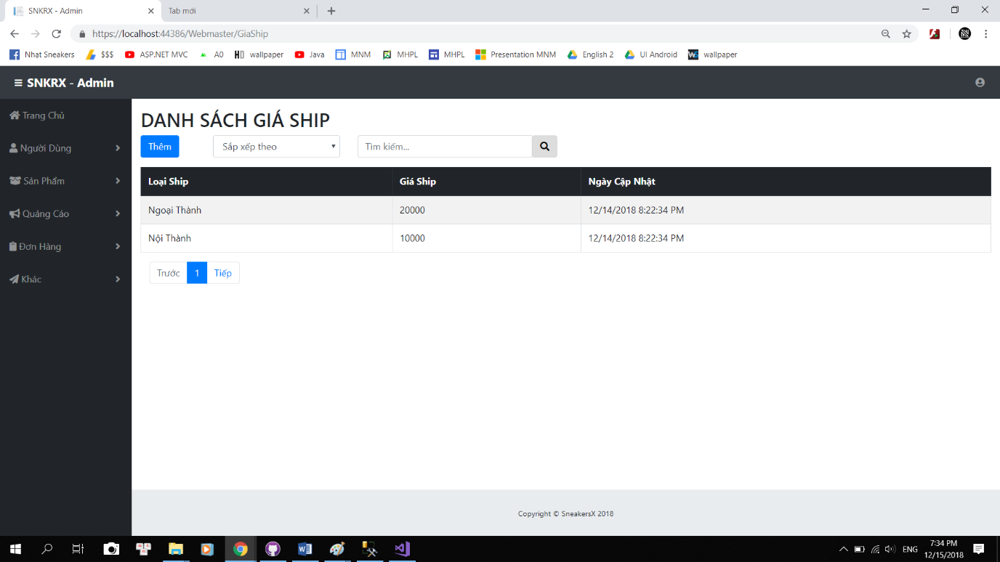 SNKRX - Admin
Tab mới
https://localhost:44386/Webmaster/GiaShip
Nhat Sneakers
$$$
ASP.NET MVC
A0
HD wallpaper
Java
MNM
MHPL
MHPL
Presentation MNM
English 2
UI Android
wallpaper
SNKRX - Admin
Trang Chủ
Người Dùng
Sản Phẩm
Quảng Cáo
Đơn Hàng
Khác
DANH SÁCH GIÁ SHIP
Thêm
Sắp xếp theo
Tìm kiếm...
Loại Ship Giá Ship Ngày Cập Nhật
Ngoại Thành 20000 12/14/2018 8:22:34 PM
Nội Thành 10000 12/14/2018 8:22:34 PM
Trước 1 Tiếp
Copyright © SneakersX 2018
ENG
7:34 PM
12/15/2018